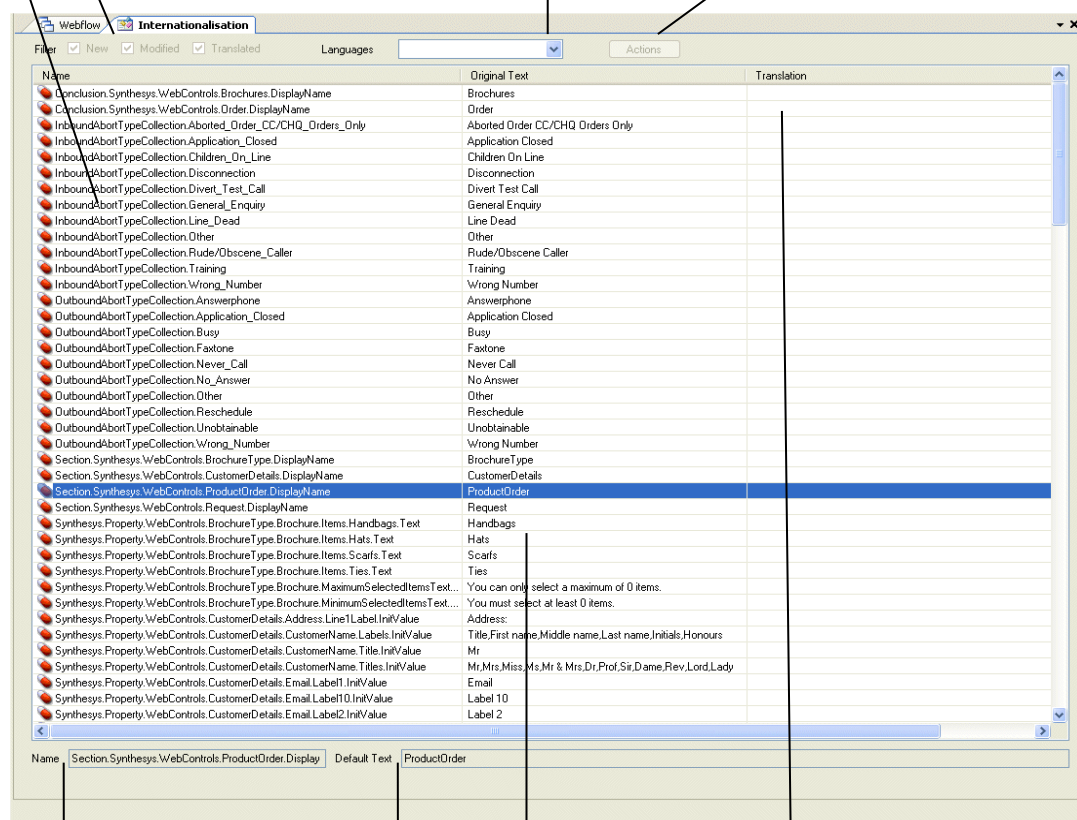 Webflow Internationalisation
Filter New Modified Translated Languages Actions
Name Original Text Translation
Conclusion.Synthesys.WebControls.Brochures.DisplayName Brochures
Conclusion.Synthesys.WebControls.Order.DisplayName Order
InboundAbortTypeCollection.Aborted_Order_CC/CHQ_Orders_Only Aborted Order CC/CHQ Orders Only
InboundAbortTypeCollection.Application_Closed Application Closed
InboundAbortTypeCollection.Children_On_Line Children On Line
InboundAbortTypeCollection.Disconnection Disconnection
InboundAbortTypeCollection.Divert_Test_Call Divert Test Call
InboundAbortTypeCollection.General_Enquiry General Enquiry
InboundAbortTypeCollection.Line_Dead Line Dead
InboundAbortTypeCollection.Other Other
InboundAbortTypeCollection.Rude/Obscene_Caller Rude/Obscene Caller
InboundAbortTypeCollection.Training Training
InboundAbortTypeCollection.Wrong_Number Wrong Number
OutboundAbortTypeCollection.Answerphone Answerphone
OutboundAbortTypeCollection.Application_Closed Application Closed
OutboundAbortTypeCollection.Busy Busy
OutboundAbortTypeCollection.Faxtone Faxtone
OutboundAbortTypeCollection.Never_Call Never Call
OutboundAbortTypeCollection.No_Answer No Answer
OutboundAbortTypeCollection.Other Other
OutboundAbortTypeCollection.Reschedule Reschedule
OutboundAbortTypeCollection.Unobtainable Unobtainable
OutboundAbortTypeCollection.Wrong_Number Wrong Number
Section.Synthesys.WebControls.BrochureType.DisplayName BrochureType
Section.Synthesys.WebControls.CustomerDetails.DisplayName CustomerDetails
Section.Synthesys.WebControls.ProductOrder.DisplayName ProductOrder
Section.Synthesys.WebControls.Request.DisplayName Request
Synthesys.Property.WebControls.BrochureType.Brochure.Items.Handbags.Text Handbags
Synthesys.Property.WebControls.BrochureType.Brochure.Items.Hats.Text Hats
Synthesys.Property.WebControls.BrochureType.Brochure.Items.Scarfs.Text Scarfs
Synthesys.Property.WebControls.BrochureType.Brochure.Items.Ties.Text Ties
Synthesys.Property.WebControls.BrochureType.Brochure.MaximumSelectedItemsText... You can only select a maximum of 0 items.
Synthesys.Property.WebControls.BrochureType.Brochure.MinimumSelectedItemsText.... You must select at least 0 items.
Synthesys.Property.WebControls.CustomerDetails.Address.Line1Label.InitValue Address:
Synthesys.Property.WebControls.CustomerDetails.CustomerName.Labels.InitValue Title,First name,Middle name,Last name,Initials,Honours
Synthesys.Property.WebControls.CustomerDetails.CustomerName.Title.InitValue Mr
Synthesys.Property.WebControls.CustomerDetails.CustomerName.Titles.InitValue Mr,Mrs,Miss,Ms,Mr & Mrs,Dr,Prof,Sir,Dame,Rev,Lord,Lady
Synthesys.Property.WebControls.CustomerDetails.Email.Label1.InitValue Email
Synthesys.Property.WebControls.CustomerDetails.Email.Label10.InitValue Label 10
Synthesys.Property.WebControls.CustomerDetails.Email.Label2.InitValue Label 2
Name Section.Synthesys.WebControls.ProductOrder.Display Default Text ProductOrder